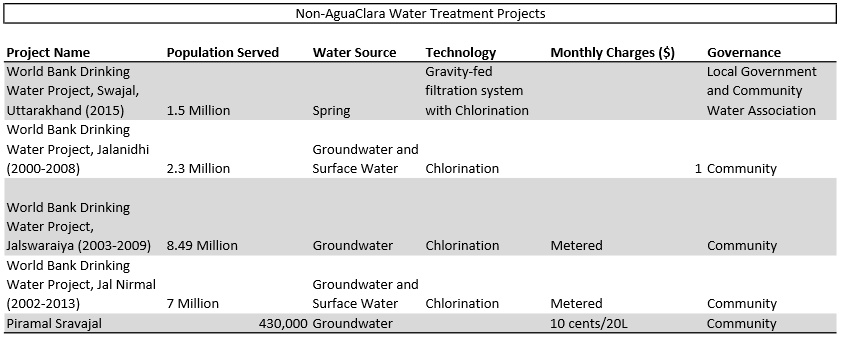 Non-AguaClara Water Treatment Projects
Project Name Population Served Water Source Technology Monthly Charges ($) Governance
World Bank Drinking Gravity-fed Local Government
Water Project, Swajal, filtration system and Community
Uttarakhand (2015) 1.5 Million Spring with Chlorination Water Association
World Bank Drinking
Water Project, Jalanidhi Groundwater and
(2000-2008) 2.3 Million Surface Water Chlorination 1 Community
World Bank Drinking
Water Project,
Jalswaraiya (2003-2009) 8.49 Million Groundwater Chlorination Metered Community
World Bank Drinking
Water Project, Jal Nirmal Groundwater and
(2002-2013) 7 Million Surface Water Chlorination Metered Community
Piramal Sravajal 430,000 Groundwater 10 cents/20L Community